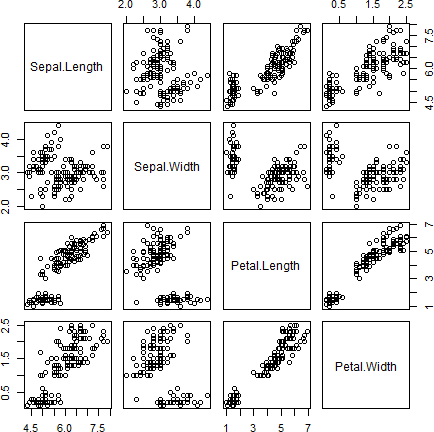 2.0 3.0 4.0
0.5 1.5 2.5
Sepal.Length
4.5 6.0 7.5
2.0 3.0 4.0
Sepal.Width
Petal.Length
1 3 5 7
0.5 1.5 2.5
Petal.Width
4.5 6.0 7.5
1 3 5 7